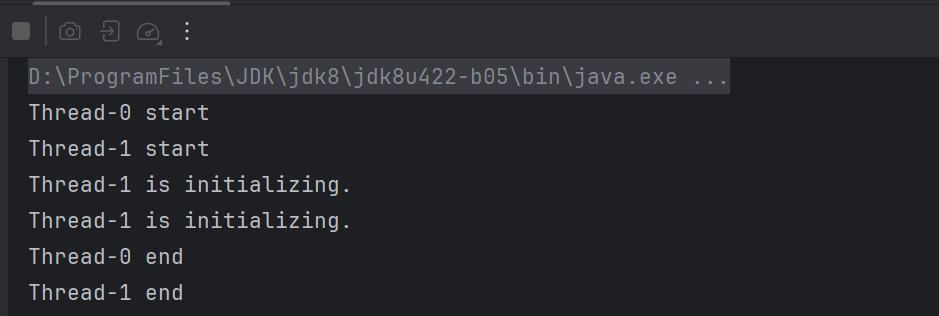 D:\ProgramFiles\JDK\jdk8\jdk8u422-b05\bin\java.exe ...
Thread-0 start
Thread-1 start
Thread-1 is initializing.
Thread-1 is initializing.
Thread-0 end
Thread-1 end